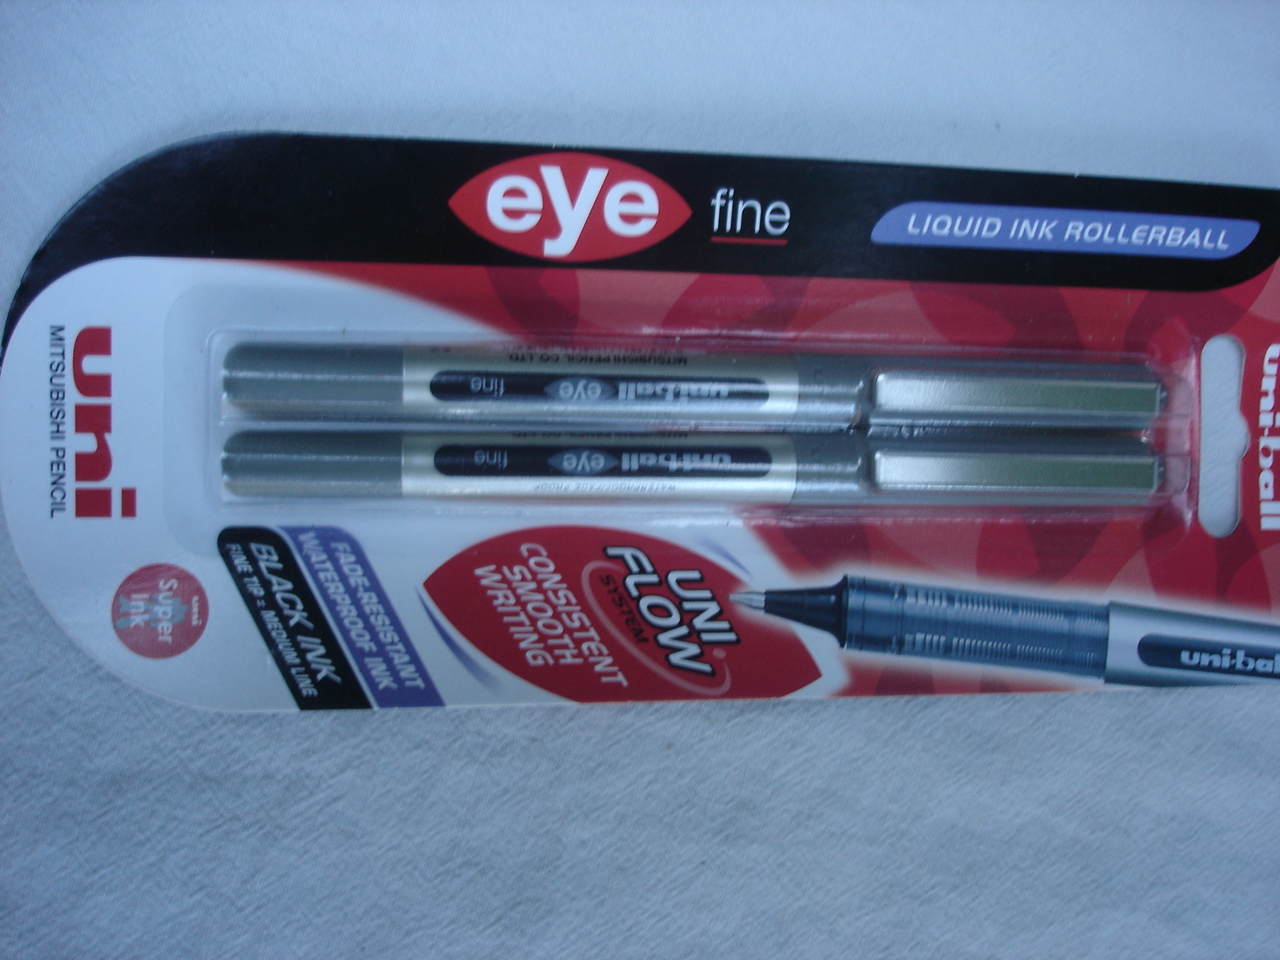 eye
fine
LIQUID INK ROLLERBALL
uni
MITSUBISHI PENCIL
uni-ball
MITSUBISHI PENCIL CO. LTD
uni-ball eye fine
uni-ball eye fine
uni
Super
ink
FADE-RESISTANT
WATERPROOF INK
BLACK INK
FINE TIP = MEDIUM LINE
UNI
FLOW
SYSTEM
CONSISTENT
SMOOTH
WRITING
uni-bal